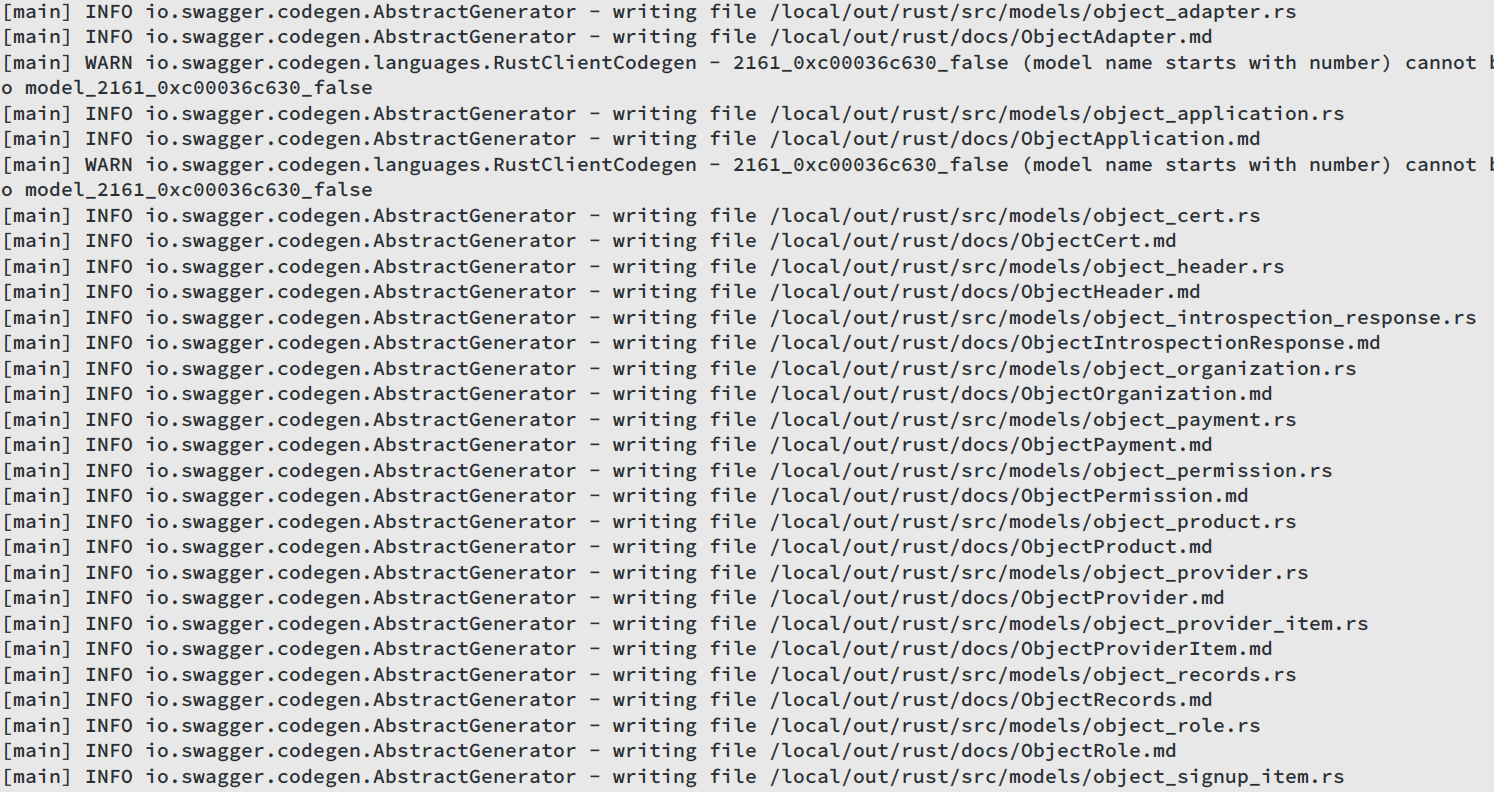 [main] INFO io.swagger.codegen.AbstractGenerator - writing file /local/out/rust/src/models/object_adapter.rs
[main] INFO io.swagger.codegen.AbstractGenerator - writing file /local/out/rust/docs/ObjectAdapter.md
[main] WARN io.swagger.codegen.languages.RustClientCodegen - 2161_0xc00036c630_false (model name starts with number) cannot b
o model_2161_0xc00036c630_false
[main] INFO io.swagger.codegen.AbstractGenerator - writing file /local/out/rust/src/models/object_application.rs
[main] INFO io.swagger.codegen.AbstractGenerator - writing file /local/out/rust/docs/ObjectApplication.md
[main] WARN io.swagger.codegen.languages.RustClientCodegen - 2161_0xc00036c630_false (model name starts with number) cannot b
o model_2161_0xc00036c630_false
[main] INFO io.swagger.codegen.AbstractGenerator - writing file /local/out/rust/src/models/object_cert.rs
[main] INFO io.swagger.codegen.AbstractGenerator - writing file /local/out/rust/docs/ObjectCert.md
[main] INFO io.swagger.codegen.AbstractGenerator - writing file /local/out/rust/src/models/object_header.rs
[main] INFO io.swagger.codegen.AbstractGenerator - writing file /local/out/rust/docs/ObjectHeader.md
[main] INFO io.swagger.codegen.AbstractGenerator - writing file /local/out/rust/src/models/object_introspection_response.rs
[main] INFO io.swagger.codegen.AbstractGenerator - writing file /local/out/rust/docs/ObjectIntrospectionResponse.md
[main] INFO io.swagger.codegen.AbstractGenerator - writing file /local/out/rust/src/models/object_organization.rs
[main] INFO io.swagger.codegen.AbstractGenerator - writing file /local/out/rust/docs/ObjectOrganization.md
[main] INFO io.swagger.codegen.AbstractGenerator - writing file /local/out/rust/src/models/object_payment.rs
[main] INFO io.swagger.codegen.AbstractGenerator - writing file /local/out/rust/docs/ObjectPayment.md
[main] INFO io.swagger.codegen.AbstractGenerator - writing file /local/out/rust/src/models/object_permission.rs
[main] INFO io.swagger.codegen.AbstractGenerator - writing file /local/out/rust/docs/ObjectPermission.md
[main] INFO io.swagger.codegen.AbstractGenerator - writing file /local/out/rust/src/models/object_product.rs
[main] INFO io.swagger.codegen.AbstractGenerator - writing file /local/out/rust/docs/ObjectProduct.md
[main] INFO io.swagger.codegen.AbstractGenerator - writing file /local/out/rust/src/models/object_provider.rs
[main] INFO io.swagger.codegen.AbstractGenerator - writing file /local/out/rust/docs/ObjectProvider.md
[main] INFO io.swagger.codegen.AbstractGenerator - writing file /local/out/rust/src/models/object_provider_item.rs
[main] INFO io.swagger.codegen.AbstractGenerator - writing file /local/out/rust/docs/ObjectProviderItem.md
[main] INFO io.swagger.codegen.AbstractGenerator - writing file /local/out/rust/src/models/object_records.rs
[main] INFO io.swagger.codegen.AbstractGenerator - writing file /local/out/rust/docs/ObjectRecords.md
[main] INFO io.swagger.codegen.AbstractGenerator - writing file /local/out/rust/src/models/object_role.rs
[main] INFO io.swagger.codegen.AbstractGenerator - writing file /local/out/rust/docs/ObjectRole.md
[main] INFO io.swagger.codegen.AbstractGenerator - writing file /local/out/rust/src/models/object_signup_item.rs